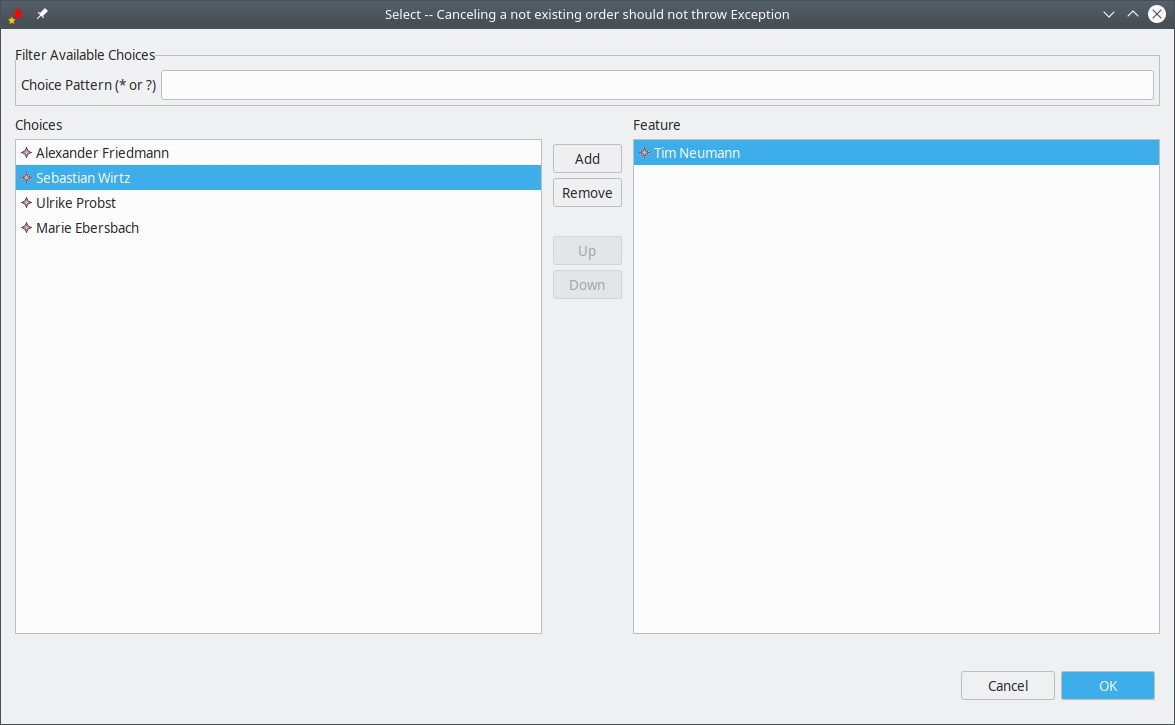 Select -- Canceling a not existing order should not throw Exception
Filter Available Choices
Choice Pattern (* or ?)
Choices
Alexander Friedmann
Sebastian Wirtz
Ulrike Probst
Marie Ebersbach
Add
Remove
Up
Down
Feature
Tim Neumann
Cancel
OK